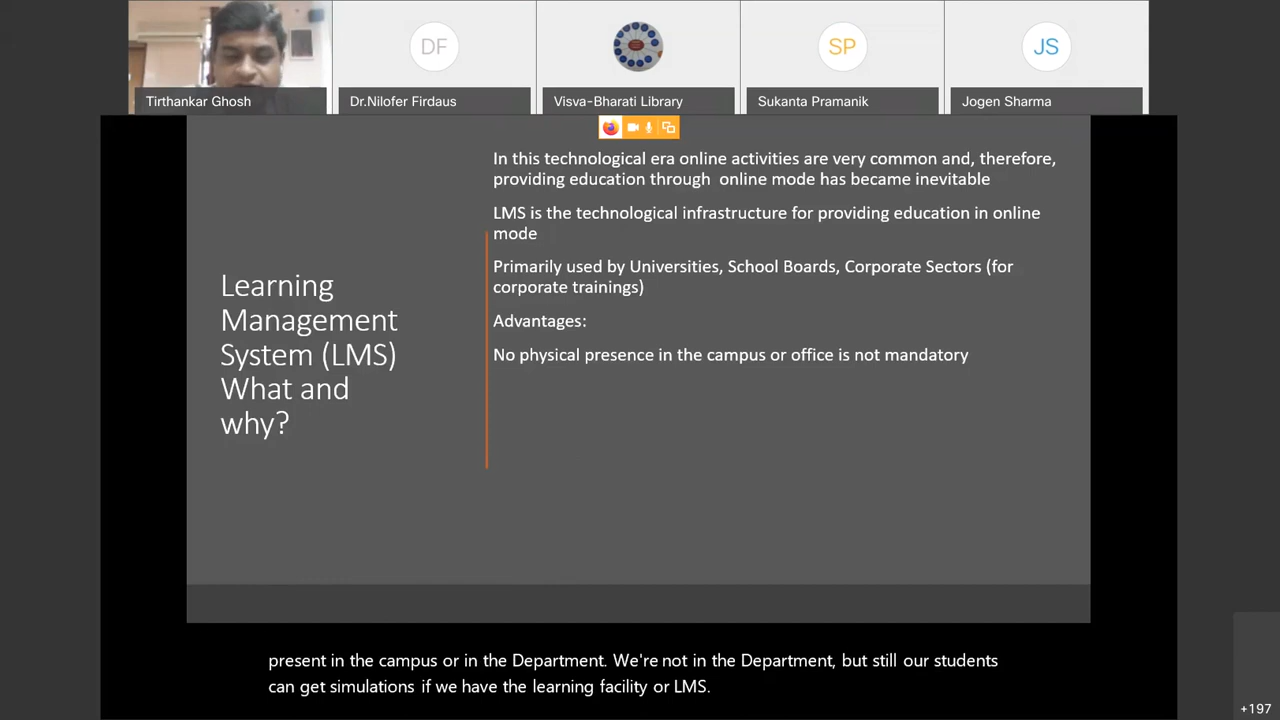 DF
SP
JS
Tirthankar Ghosh
Dr.Nilofer Firdaus
Visva-Bharati Library
Sukanta Pramanik
Jogen Sharma
Learning
Management
System (LMS)
What and
why?
In this technological era online activities are very common and, therefore,
providing education through online mode has became inevitable
LMS is the technological infrastructure for providing education in online
mode
Primarily used by Universities, School Boards, Corporate Sectors (for
corporate trainings)
Advantages:
No physical presence in the campus or office is not mandatory
present in the campus or in the Department. We're not in the Department, but still our students
can get simulations if we have the learning facility or LMS.
+197